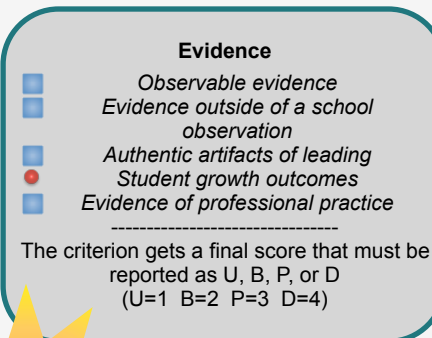 Evidence
Observable evidence
Evidence outside of a school
observation
Authentic artifacts of leading
Student growth outcomes
Evidence of professional practice
--------------------------------
The criterion gets a final score that must be
reported as U, B, P, or D
(U=1 B=2 P=3 D=4)